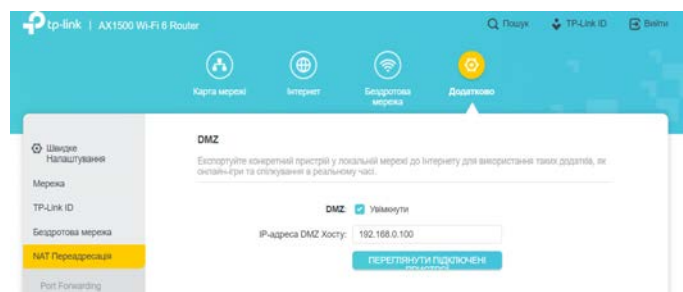 tp-link | AX1500 Wi-Fi 6 Router
Пошук
TP-Link ID
Вийти
Карта мережі
Інтернет
Бездротова
мережа
Додатково
Швидке
Налаштування
Мережа
TP-Link ID
Бездротова мережа
NAT Переадресація
Port Forwarding
DMZ
Експортуйте конкретний пристрій у локальній мережі до Інтернету для використання таких додатків, як
онлайн-ігри та спілкування в реальному часі.
DMZ: Увімкнути
IP-адреса DMZ Хосту: 192.168.0.100
ПЕРЕГЛЯНУТИ ПІДКЛЮЧЕНІ